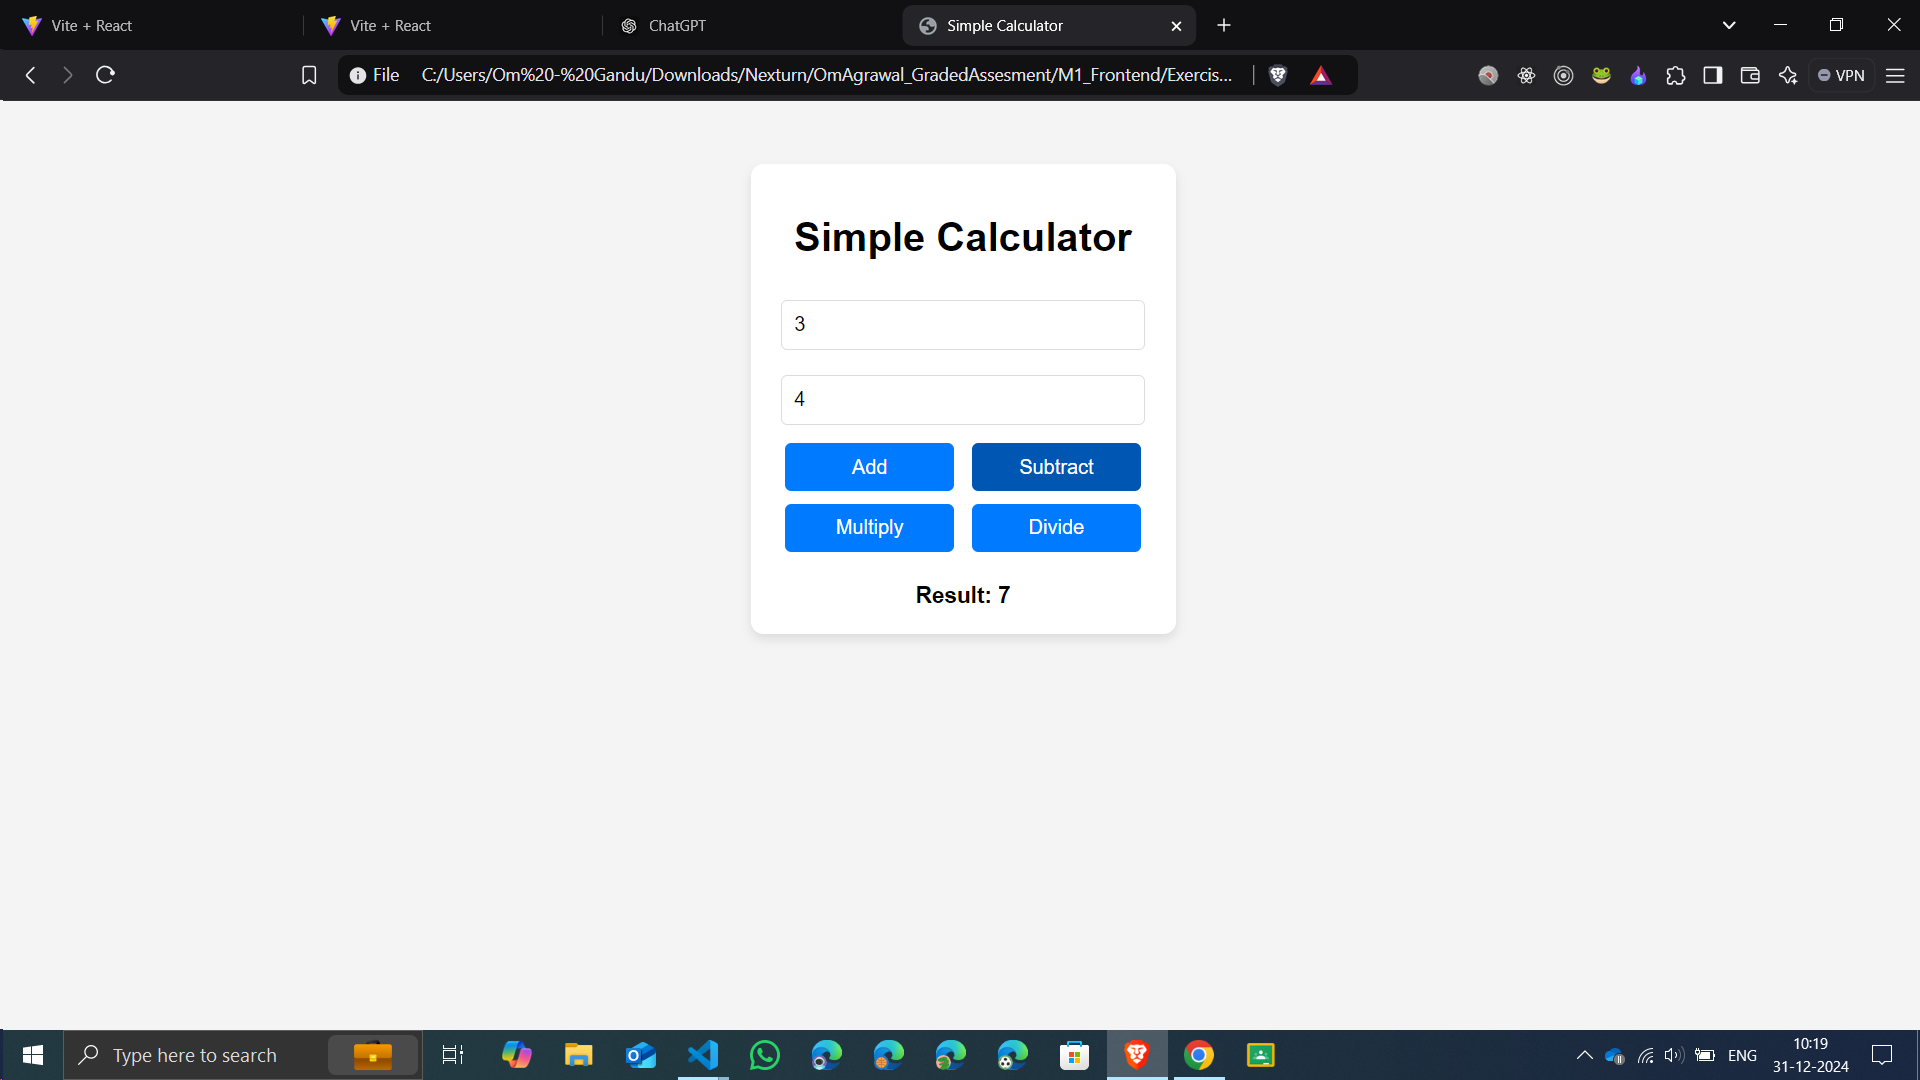 Vite + React
Vite + React
ChatGPT
Simple Calculator
File C:/Users/Om%20-%20Gandu/Downloads/Nexturn/OmAgrawal_GradedAssesment/M1_Frontend/Exercis...
VPN
Simple Calculator
3
4
Add Subtract
Multiply Divide
Result: 7
Type here to search
ENG
10:19
31-12-2024